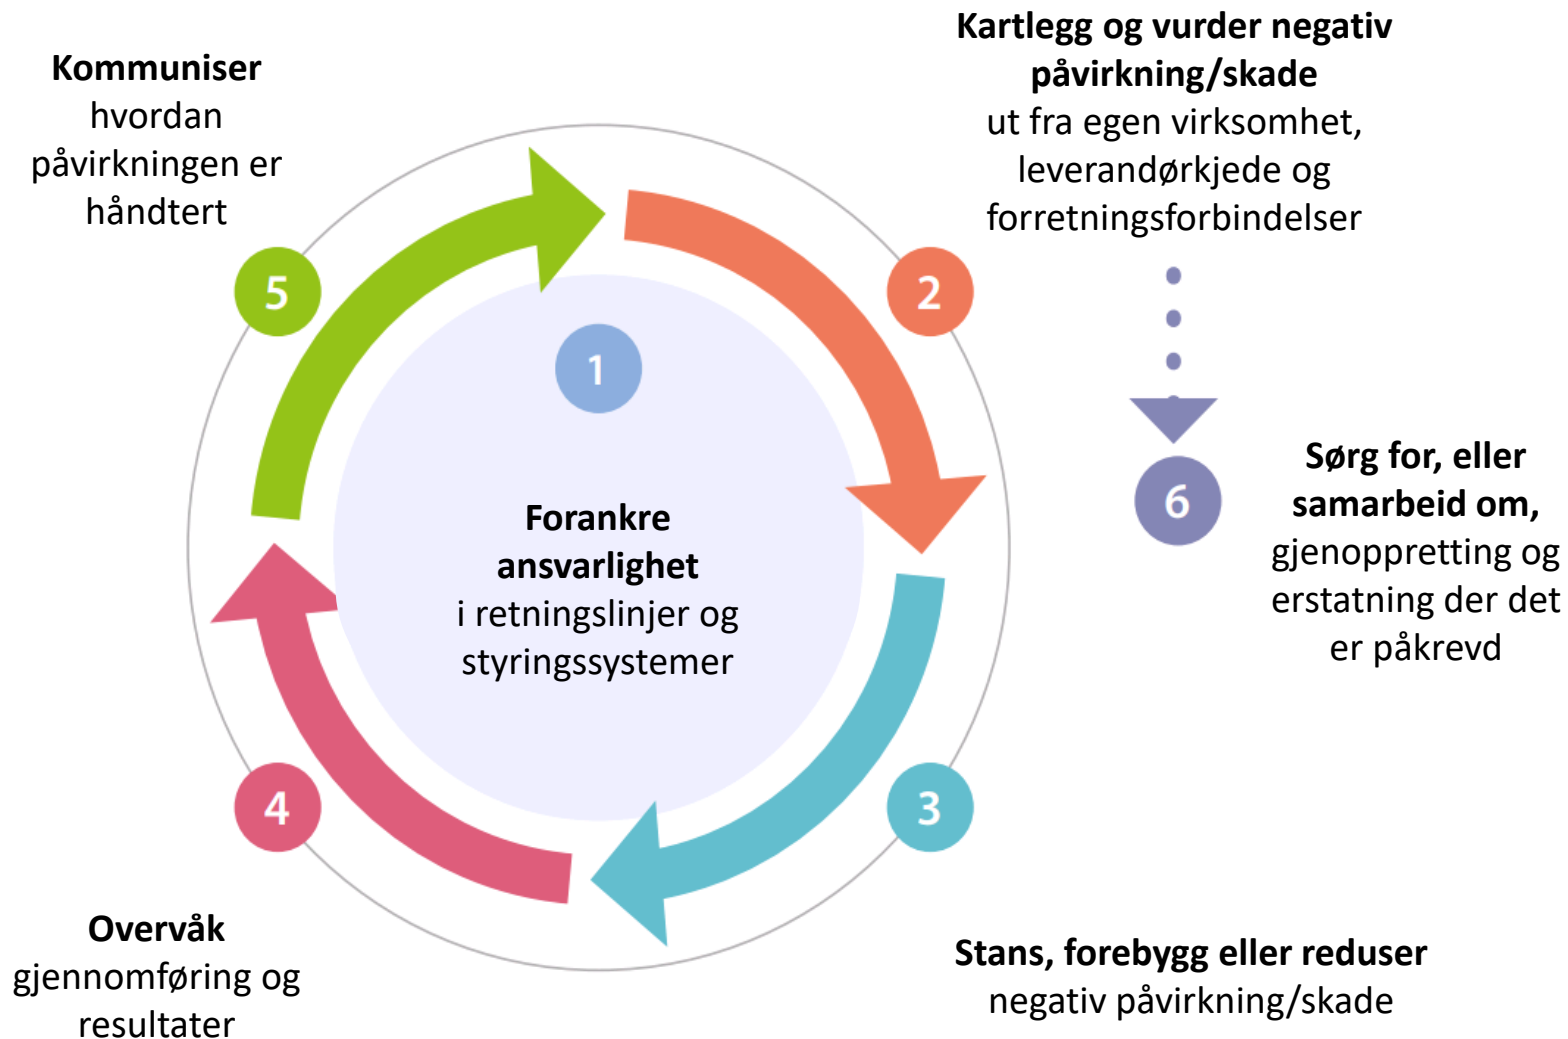 1
Forankre
ansvarlighet
i retningslinjer og
styringssystemer
2
Kartlegg og vurder negativ
påvirkning/skade
ut fra egen virksomhet,
leverandørkjede og
forretningsforbindelser
3
Stans, forebygg eller reduser
negativ påvirkning/skade
4
Overvåk
gjennomføring og
resultater
5
Kommuniser
hvordan
påvirkningen er
håndtert
6
Sørg for, eller
samarbeid om,
gjenoppretting og
erstatning der det
er påkrevd